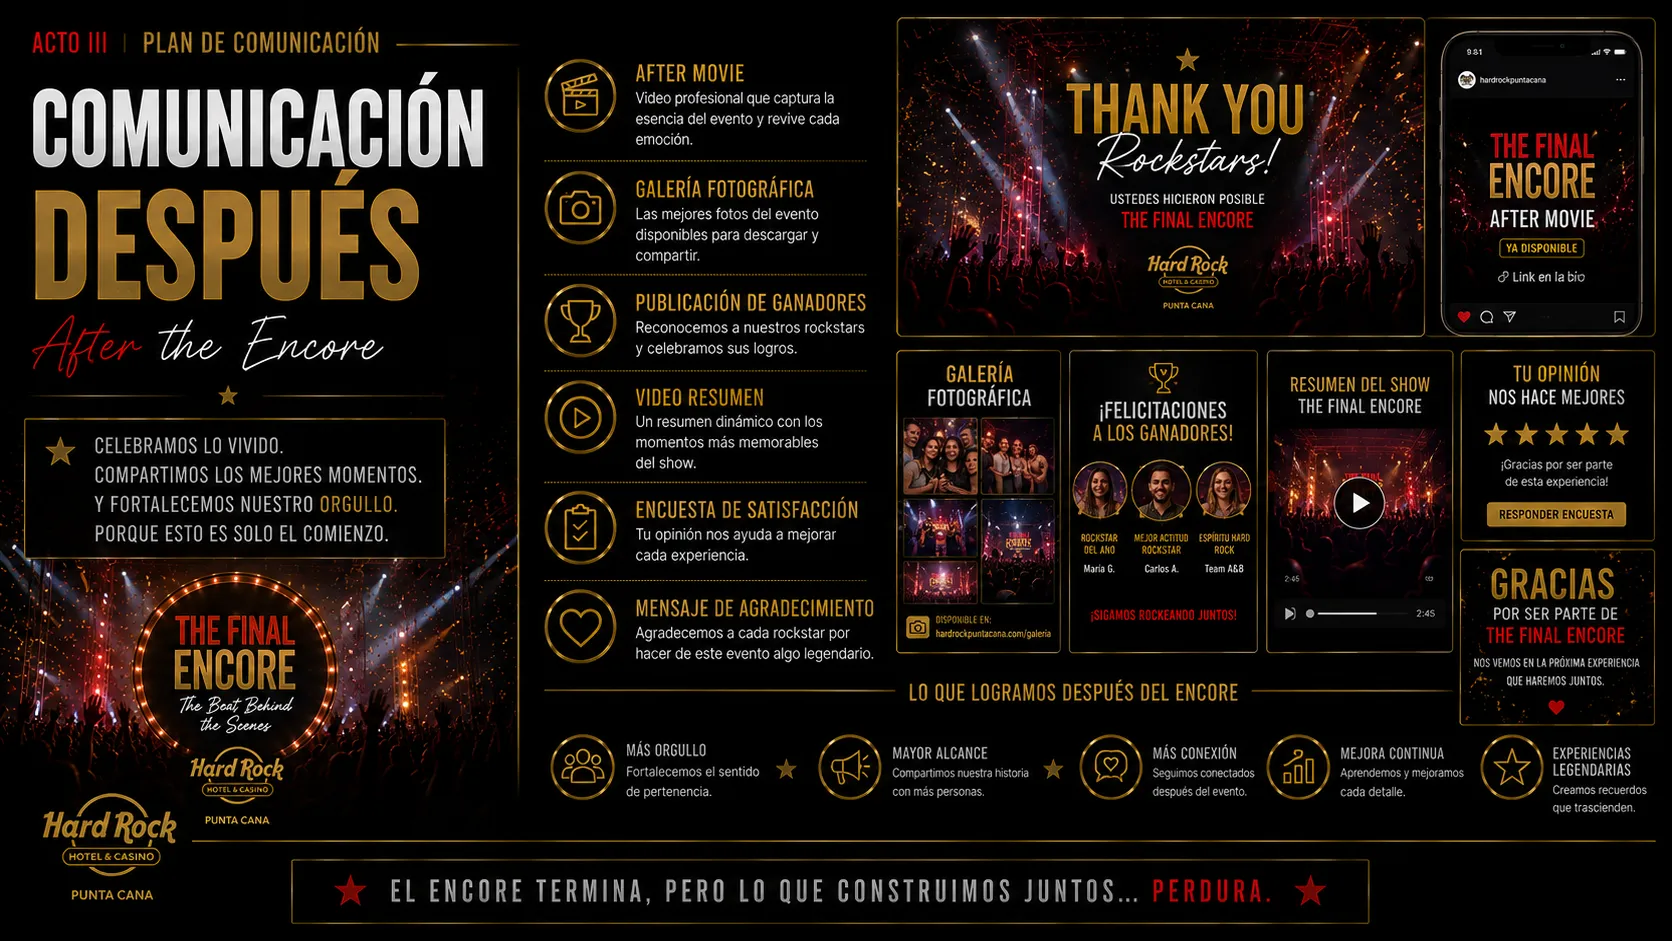 ACTO III | PLAN DE COMUNICACIÓN
COMUNICACIÓN
DESPUÉS
After the Encore
CELEBRAMOS LO VIVIDO.
COMPARTIMOS LOS MEJORES MOMENTOS.
Y FORTALECEMOS NUESTRO ORGULLO.
PORQUE ESTO ES SOLO EL COMIENZO.
THE FINAL
ENCORE
The Beat Behind
the Scenes
Hard Rock
HOTEL & CASINO
PUNTA CANA
Hard Rock
HOTEL & CASINO
PUNTA CANA
AFTER MOVIE
Video profesional que captura la
esencia del evento y revive cada
emoción.
GALERÍA FOTOGRÁFICA
Las mejores fotos del evento
disponibles para descargar y
compartir.
PUBLICACIÓN DE GANADORES
Reconocemos a nuestros rockstars
y celebramos sus logros.
VIDEO RESUMEN
Un resumen dinámico con los
momentos más memorables
del show.
ENCUESTA DE SATISFACCIÓN
Tu opinión nos ayuda a mejorar
cada experiencia.
MENSAJE DE AGRADECIMIENTO
Agradecemos a cada rockstar por
hacer de este evento algo legendario.
THANK YOU
Rockstars!
USTEDES HICIERON POSIBLE
THE FINAL ENCORE
Hard Rock
HOTEL & CASINO
PUNTA CANA
9:81
hardrockpuntacana
THE FINAL
ENCORE
AFTER MOVIE
YA DISPONIBLE
Link en la bio
GALERÍA
FOTOGRÁFICA
DISPONIBLE EN:
hardrockpuntacana.com/galeria
¡FELICITACIONES
A LOS GANADORES!
ROCKSTAR
DEL ANO
María G.
MEJOR ACTITUD
ROCKSTAR
Carlos A.
ESPÍRITU HARD
ROCK
Team A&B
¡SIGAMOS ROCKEANDO JUNTOS!
RESUMEN DEL SHOW
THE FINAL ENCORE
2:45
2:45
TU OPINIÓN
NOS HACE MEJORES
¡Gracias por ser parte
de esta experiencia!
RESPONDER ENCUESTA
GRACIAS
POR SER PARTE DE
THE FINAL ENCORE
NOS VEMOS EN LA PRÓXIMA EXPERIENCIA
QUE HAREMOS JUNTOS.
LO QUE LOGRAMOS DESPUÉS DEL ENCORE
MÁS ORGULLO
Fortalecemos el sentido
de pertenencia.
MAYOR ALCANCE
Compartimos nuestra historia
con más personas.
MÁS CONEXIÓN
Seguimos conectados
después del evento.
MEJORA CONTINUA
Aprendemos y mejoramos
cada detalle.
EXPERIENCIAS
LEGENDARIAS
Creamos recuerdos
que trascienden.
EL ENCORE TERMINA, PERO LO QUE CONSTRUIMOS JUNTOS... PERDURA.